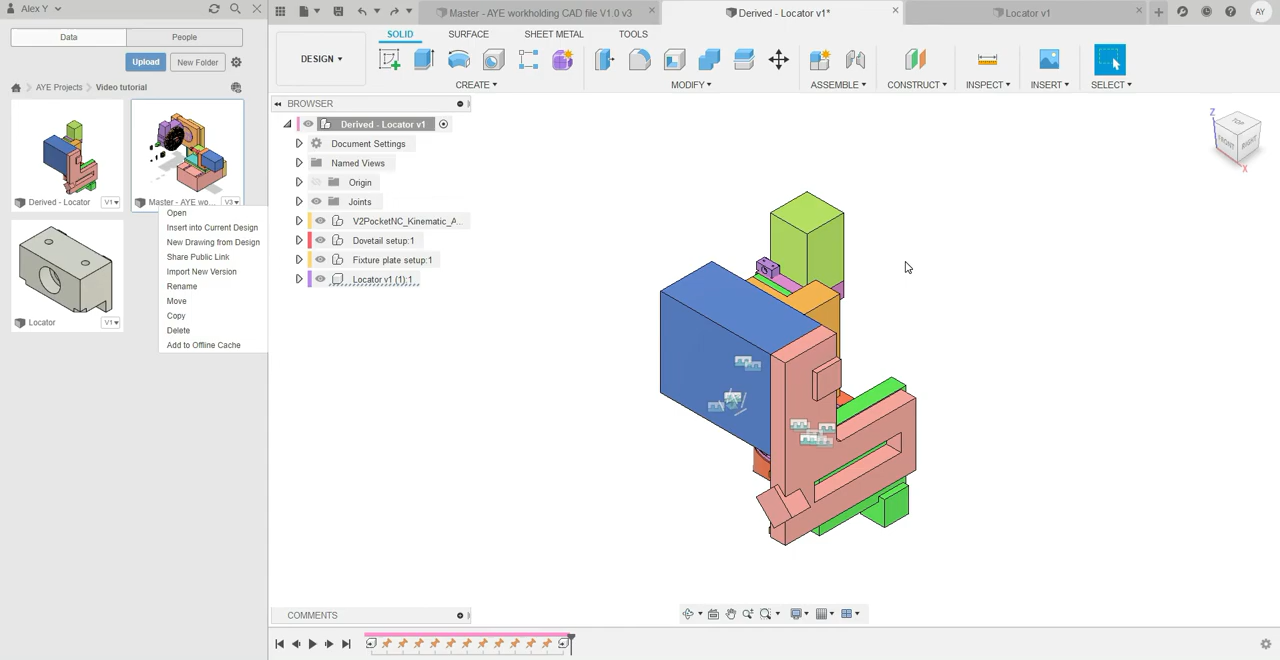 Alex Y
Master - AYE workholding CAD file V1.0 v3
Derived - Locator v1*
Locator v1
AY
Data
People
Upload
New Folder
AYE Projects
Video tutorial
Derived - Locator
V1
Master - AYE wo...
V3
Locator
V1
Open
Insert into Current Design
New Drawing from Design
Share Public Link
Import New Version
Rename
Move
Copy
Delete
Add to Offline Cache
DESIGN
SOLID
SURFACE
SHEET METAL
TOOLS
CREATE
MODIFY
ASSEMBLE
CONSTRUCT
INSPECT
INSERT
SELECT
BROWSER
Derived - Locator v1
Document Settings
Named Views
Origin
Joints
V2PocketNC_Kinematic_A...
Dovetail setup:1
Fixture plate setup:1
Locator v1 (1):1
TOP
FRONT
RIGHT
Z
X
COMMENTS